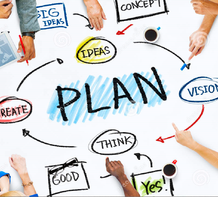 BIG
IDEAS
CONCEPT
IDEAS
PLAN
VISION
CREATE
THINK
GOOD
Yes!